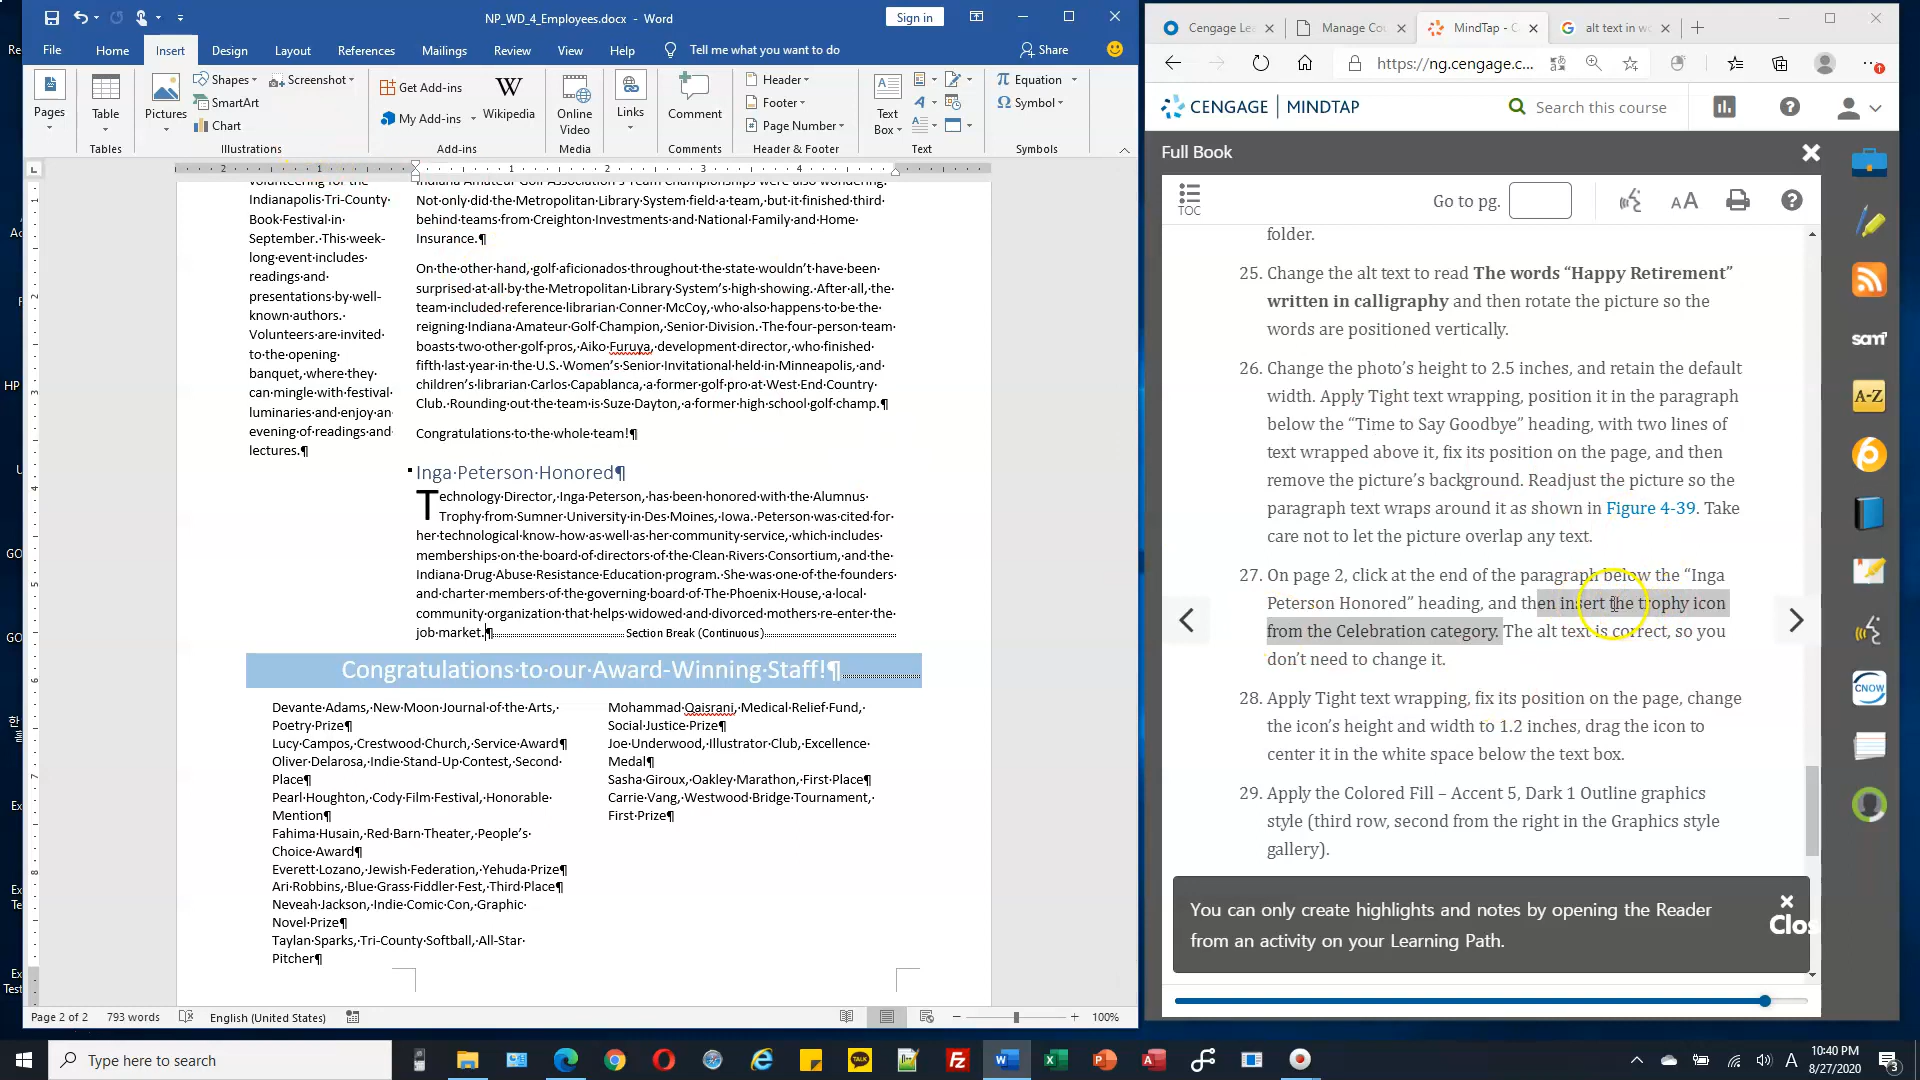 NP_WD_4_Employees.docx - Word
Sign in
File Home Insert Design Layout References Mailings Review View Help Tell me what you want to do Share
Pages
Table
Tables
Pictures
Shapes
SmartArt
Chart
Screenshot
Illustrations
Get Add-ins
My Add-ins
Wikipedia
Add-ins
Online Video
Media
Links
Comment
Comments
Header
Footer
Page Number
Header & Footer
Text Box
Text
Equation
Symbol
Symbols
volunteering for the
Indianapolis Tri-County
Book Festival in
September. This week-
long event includes
readings and
presentations by well-
known authors.
Volunteers are invited
to the opening
banquet, where they
can mingle with festival
luminaries and enjoy an
evening of readings and
lectures.¶
Indiana Amateur Golf Association's Team Championships were also wondering.
Not only did the Metropolitan Library System field a team, but it finished third
behind teams from Creighton Investments and National Family and Home
Insurance.¶
On the other hand, golf aficionados throughout the state wouldn't have been
surprised at all by the Metropolitan Library System's high showing. After all, the
team included reference librarian Conner McCoy, who also happens to be the
reigning Indiana Amateur Golf Champion, Senior Division. The four-person team
boasts two other golf pros, Aiko Furuya, development director, who finished
fifth last year in the U.S. Women's Senior Invitational held in Minneapolis, and
children's librarian Carlos Capablanca, a former golf pro at West End Country
Club. Rounding out the team is Suze Dayton, a former high school golf champ.¶
Congratulations to the whole team!¶
Inga Peterson Honored¶
Technology Director, Inga Peterson, has been honored with the Alumnus
Trophy from Sumner University in Des Moines, Iowa. Peterson was cited for
her technological know-how as well as her community service, which includes
memberships on the board of directors of the Clean Rivers Consortium, and the
Indiana Drug Abuse Resistance Education program. She was one of the founders
and charter members of the governing board of The Phoenix House, a local
community organization that helps widowed and divorced mothers re-enter the
job market.¶ Section Break (Continuous)
Congratulations to our Award-Winning Staff!¶
Devante Adams, New Moon Journal of the Arts,
Poetry Prize¶
Lucy Campos, Crestwood Church, Service Award¶
Oliver Delarosa, Indie Stand-Up Contest, Second
Place¶
Pearl Houghton, Cody Film Festival, Honorable
Mention¶
Fahima Husain, Red Barn Theater, People's
Choice Award¶
Everett Lozano, Jewish Federation, Yehuda Prize¶
Ari Robbins, Blue Grass Fiddler Fest, Third Place¶
Neveah Jackson, Indie Comic Con, Graphic
Novel Prize¶
Taylan Sparks, Tri-County Softball, All-Star
Pitcher¶
Mohammad Qaisrani, Medical Relief Fund,
Social Justice Prize¶
Joe Underwood, Illustrator Club, Excellence
Medal¶
Sasha Giroux, Oakley Marathon, First Place¶
Carrie Vang, Westwood Bridge Tournament,
First Prize¶
Page 2 of 2 793 words English (United States) 100%
Cengage Le
Manage Cou
MindTap - C
alt text in wo
https://ng.cengage.c...
CENGAGE | MINDTAP
Search this course
Full Book
TOC
Go to pg.
AA
folder.
25. Change the alt text to read The words “Happy Retirement”
written in calligraphy and then rotate the picture so the
words are positioned vertically.
26. Change the photo’s height to 2.5 inches, and retain the default
width. Apply Tight text wrapping, position it in the paragraph
below the “Time to Say Goodbye” heading, with two lines of
text wrapped above it, fix its position on the page, and then
remove the picture’s background. Readjust the picture so the
paragraph text wraps around it as shown in Figure 4-39. Take
care not to let the picture overlap any text.
27. On page 2, click at the end of the paragraph below the “Inga
Peterson Honored” heading, and then insert the trophy icon
from the Celebration category. The alt text is correct, so you
don’t need to change it.
28. Apply Tight text wrapping, fix its position on the page, change
the icon’s height and width to 1.2 inches, drag the icon to
center it in the white space below the text box.
29. Apply the Colored Fill – Accent 5, Dark 1 Outline graphics
style (third row, second from the right in the Graphics style
gallery).
You can only create highlights and notes by opening the Reader
from an activity on your Learning Path.
Clos
sam
A-Z
CNOW
Type here to search
10:40 PM
8/27/2020